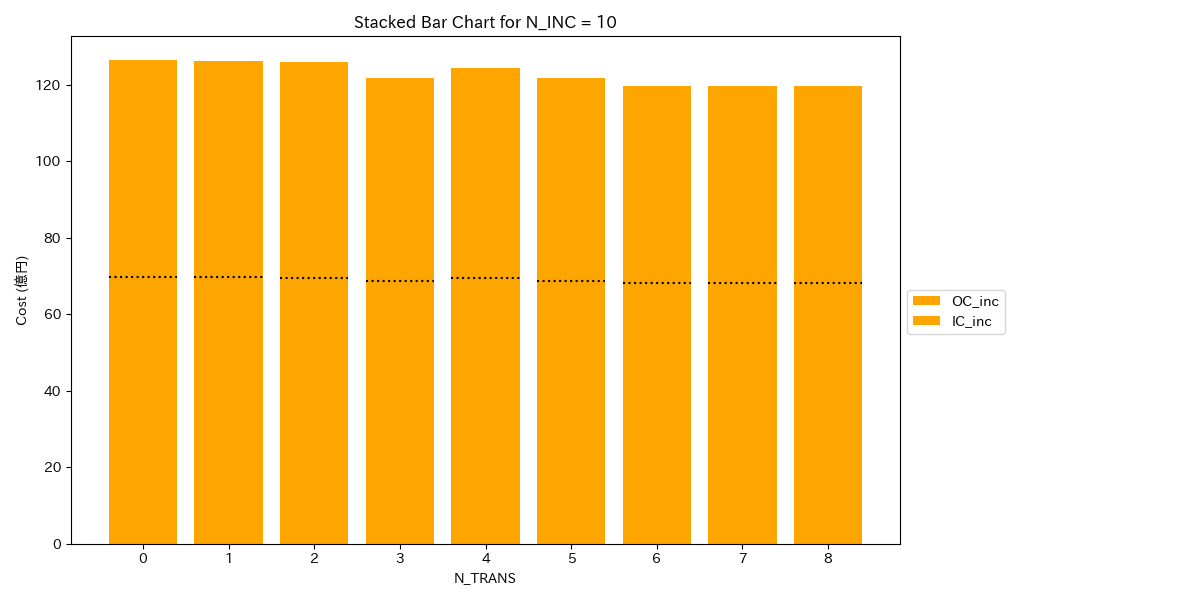 Stacked Bar Chart for N_INC = 10
Cost (億円)
120
100
80
60
40
20
0
0 1 2 3 4 5 6 7 8
N_TRANS
OC_inc
IC_inc